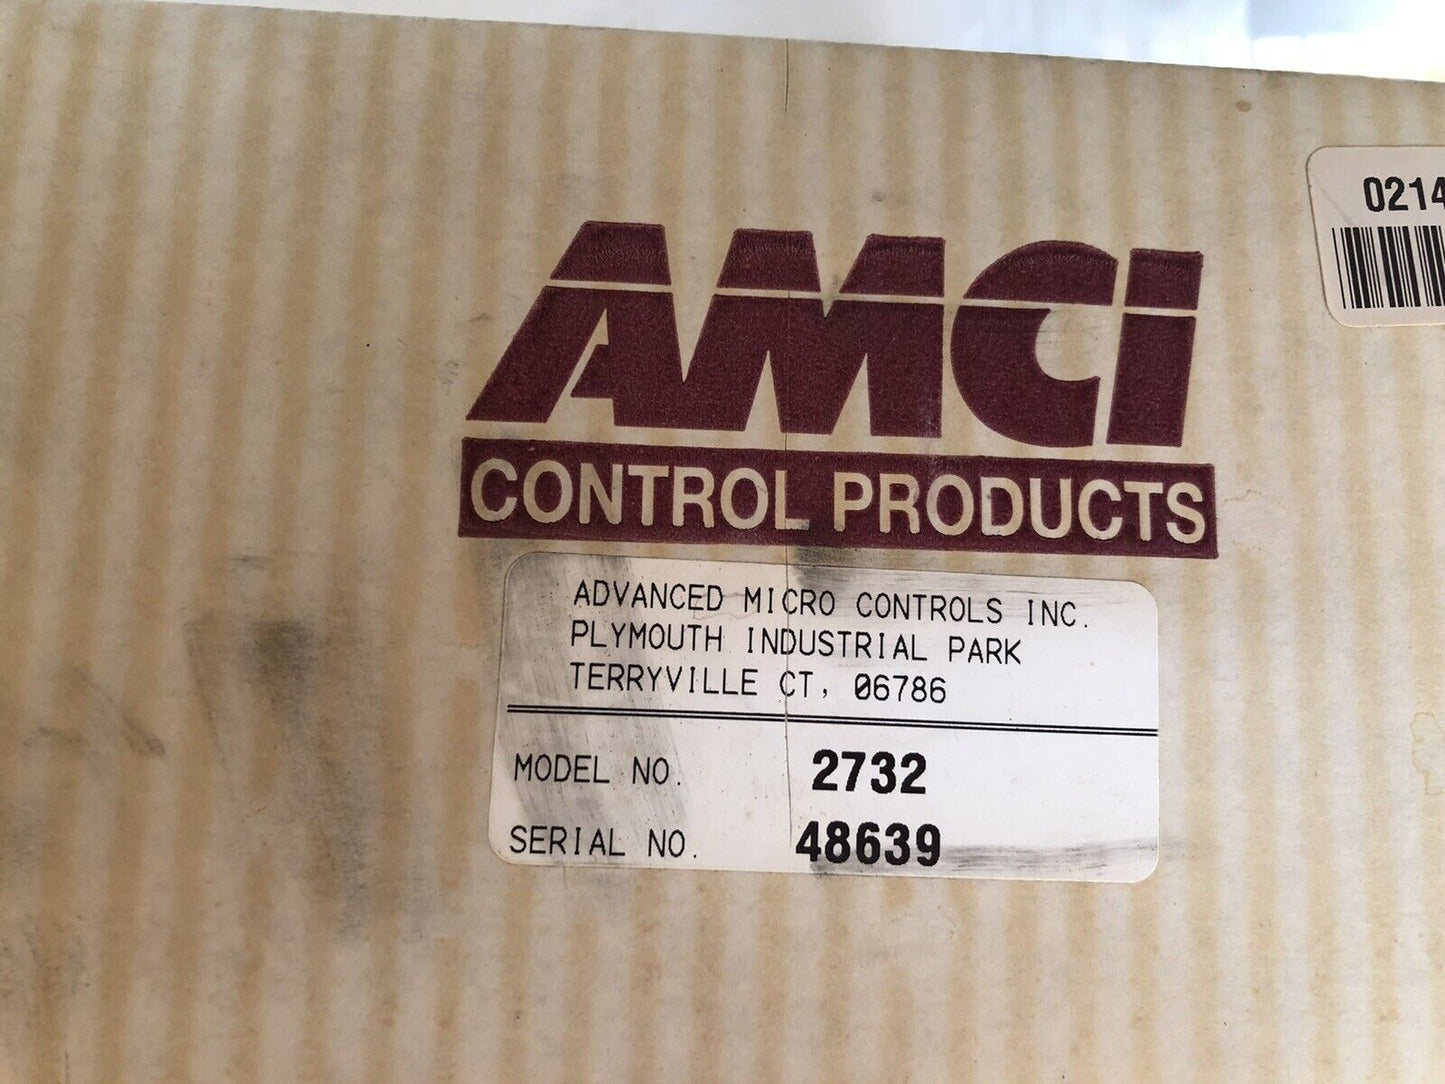 0214
AMCI
CONTROL PRODUCTS
ADVANCED MICRO CONTROLS INC.
PLYMOUTH INDUSTRIAL PARK
TERRYVILLE CT, 06786
MODEL NO. 2732
SERIAL NO. 48639